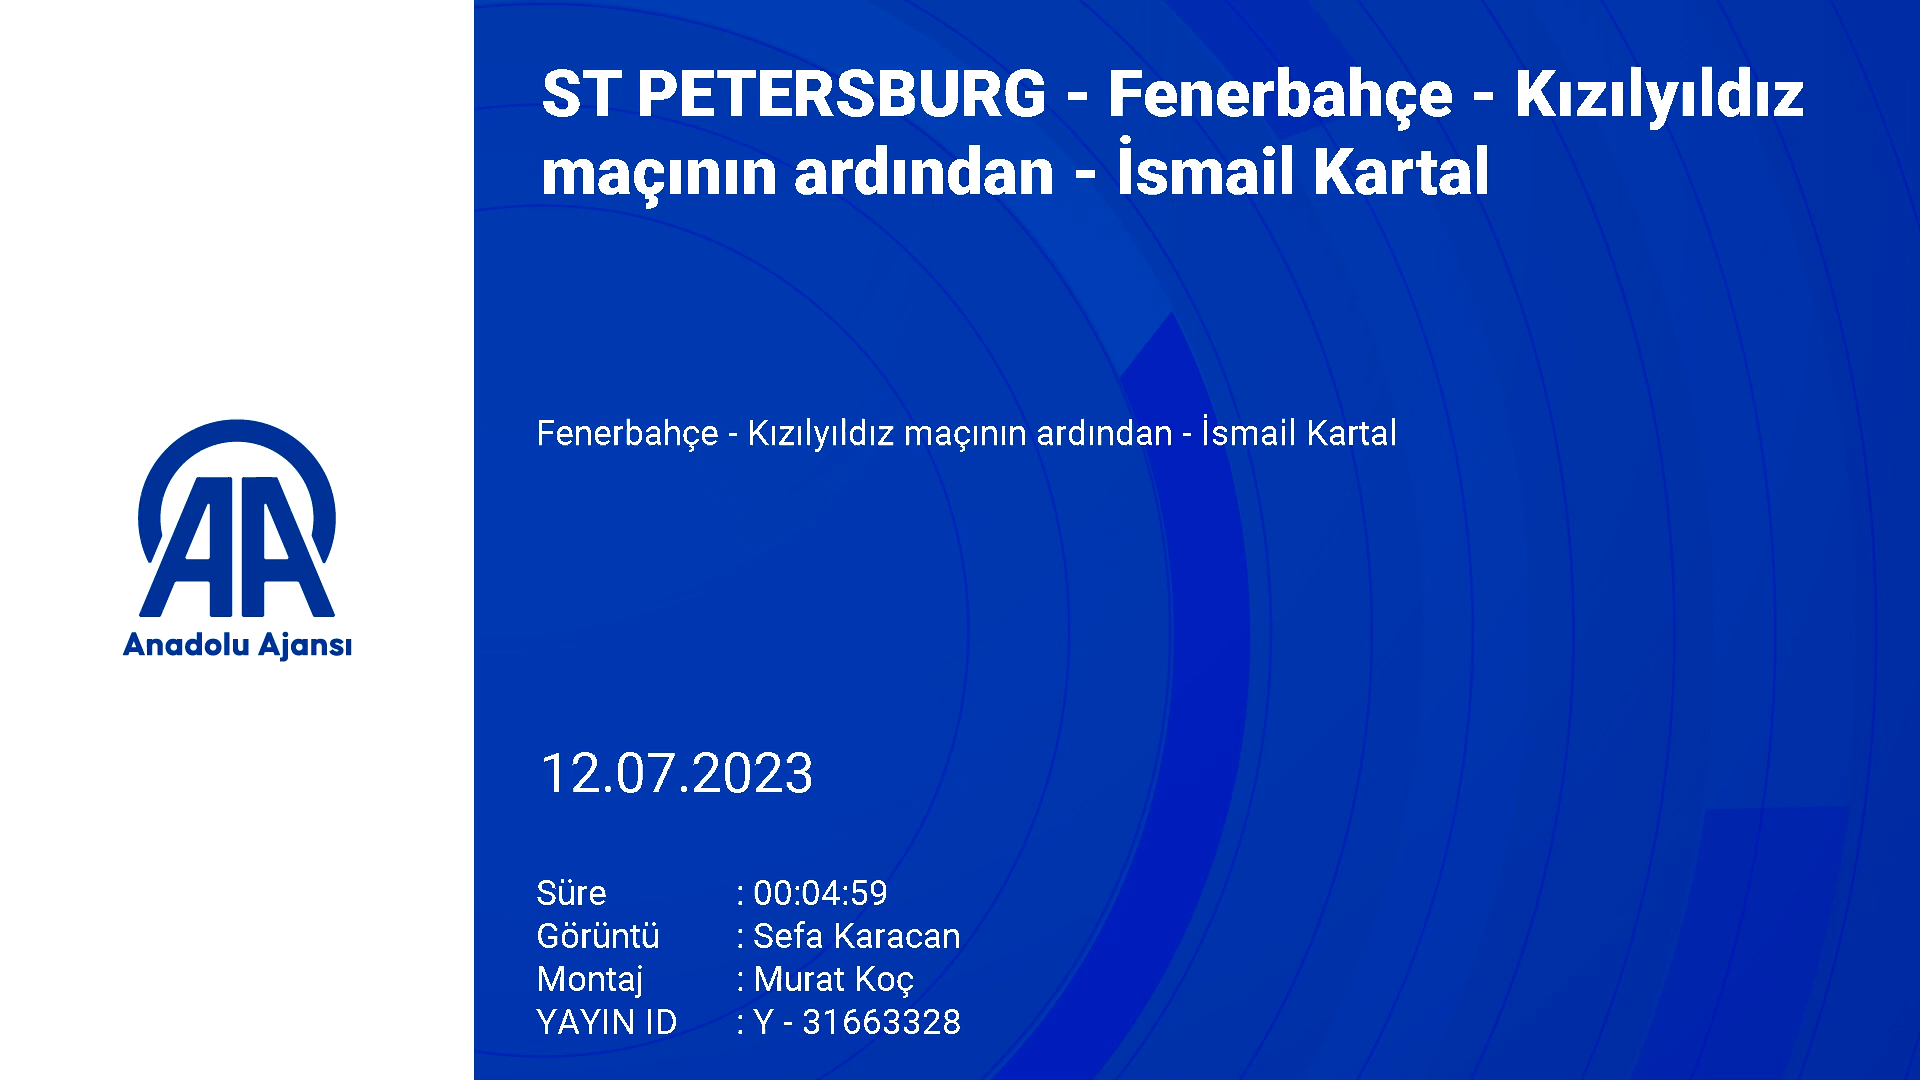 ST PETERSBURG - Fenerbahçe - Kızılyıldız
maçının ardından - İsmail Kartal
Fenerbahçe - Kızılyıldız maçının ardından - İsmail Kartal
AA
Anadolu Ajansı
12.07.2023
Süre : 00:04:59
Görüntü : Sefa Karacan
Montaj : Murat Koç
YAYIN ID : Y - 31663328